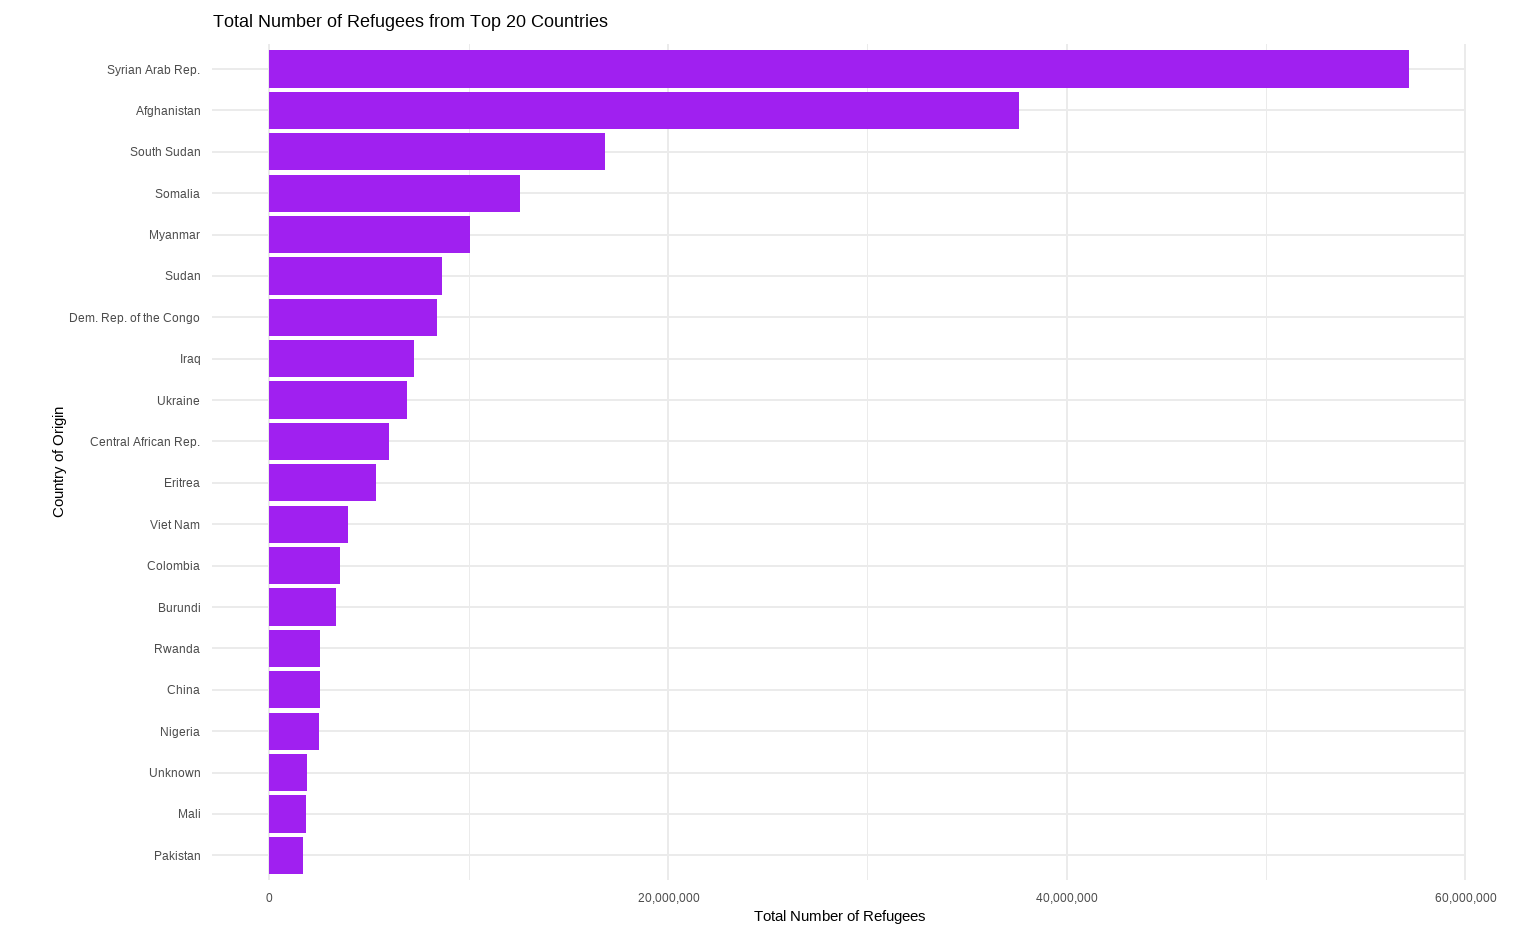 Total Number of Refugees from Top 20 Countries
Syrian Arab Rep.
Afghanistan
South Sudan
Somalia
Myanmar
Sudan
Dem. Rep. of the Congo
Iraq
Ukraine
Central African Rep.
Eritrea
Viet Nam
Colombia
Burundi
Rwanda
China
Nigeria
Unknown
Mali
Pakistan
Country of Origin
0 20,000,000 40,000,000 60,000,000
Total Number of Refugees